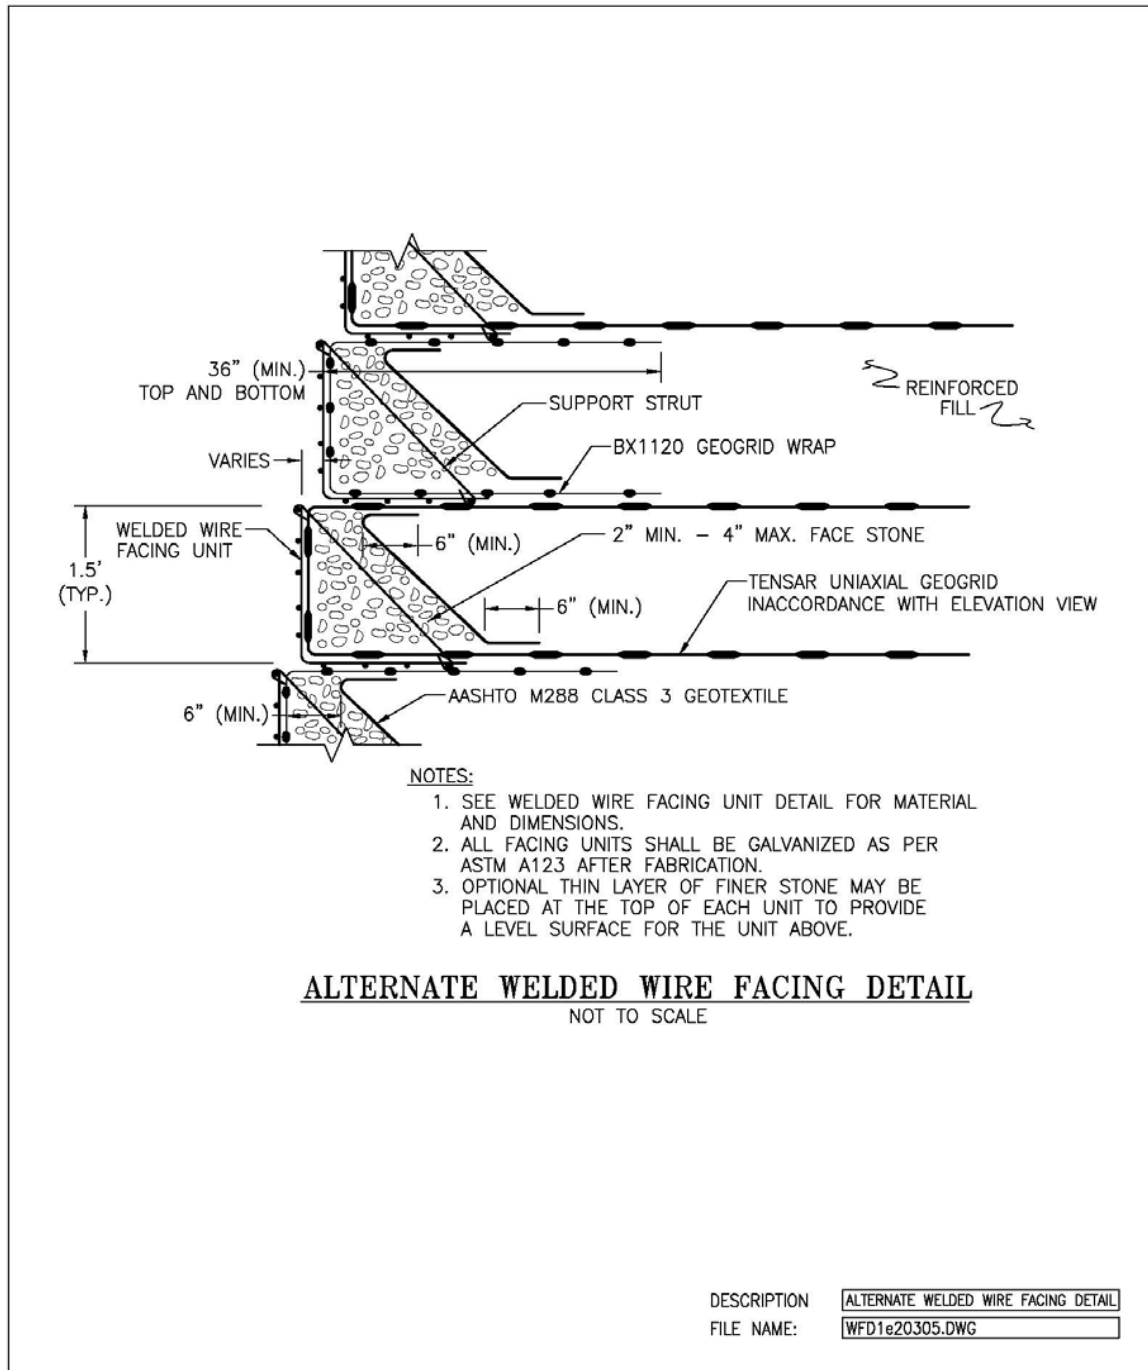 36" (MIN.)
TOP AND BOTTOM
REINFORCED
FILL
SUPPORT STRUT
BX1120 GEOGRID WRAP
VARIES
WELDED WIRE
FACING UNIT
6" (MIN.)
2" MIN. – 4" MAX. FACE STONE
1.5'
(TYP.)
TENSAR UNIAXIAL GEOGRID
INACCORDANCE WITH ELEVATION VIEW
6" (MIN.)
AASHTO M288 CLASS 3 GEOTEXTILE
6" (MIN.)
NOTES:
1. SEE WELDED WIRE FACING UNIT DETAIL FOR MATERIAL
AND DIMENSIONS.
2. ALL FACING UNITS SHALL BE GALVANIZED AS PER
ASTM A123 AFTER FABRICATION.
3. OPTIONAL THIN LAYER OF FINER STONE MAY BE
PLACED AT THE TOP OF EACH UNIT TO PROVIDE
A LEVEL SURFACE FOR THE UNIT ABOVE.
ALTERNATE WELDED WIRE FACING DETAIL
NOT TO SCALE
DESCRIPTION ALTERNATE WELDED WIRE FACING DETAIL
FILE NAME: WFD1e20305.DWG